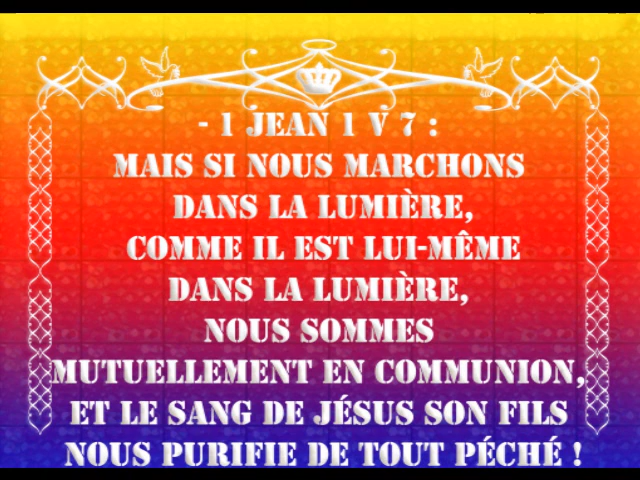 - 1 JEAN 1 V 7 :
MAIS SI NOUS MARCHONS
DANS LA LUMIÈRE,
COMME IL EST LUI-MÊME
DANS LA LUMIÈRE,
NOUS SOMMES
MUTUELLEMENT EN COMMUNION,
ET LE SANG DE JÉSUS SON FILS
NOUS PURIFIE DE TOUT PÉCHÉ !